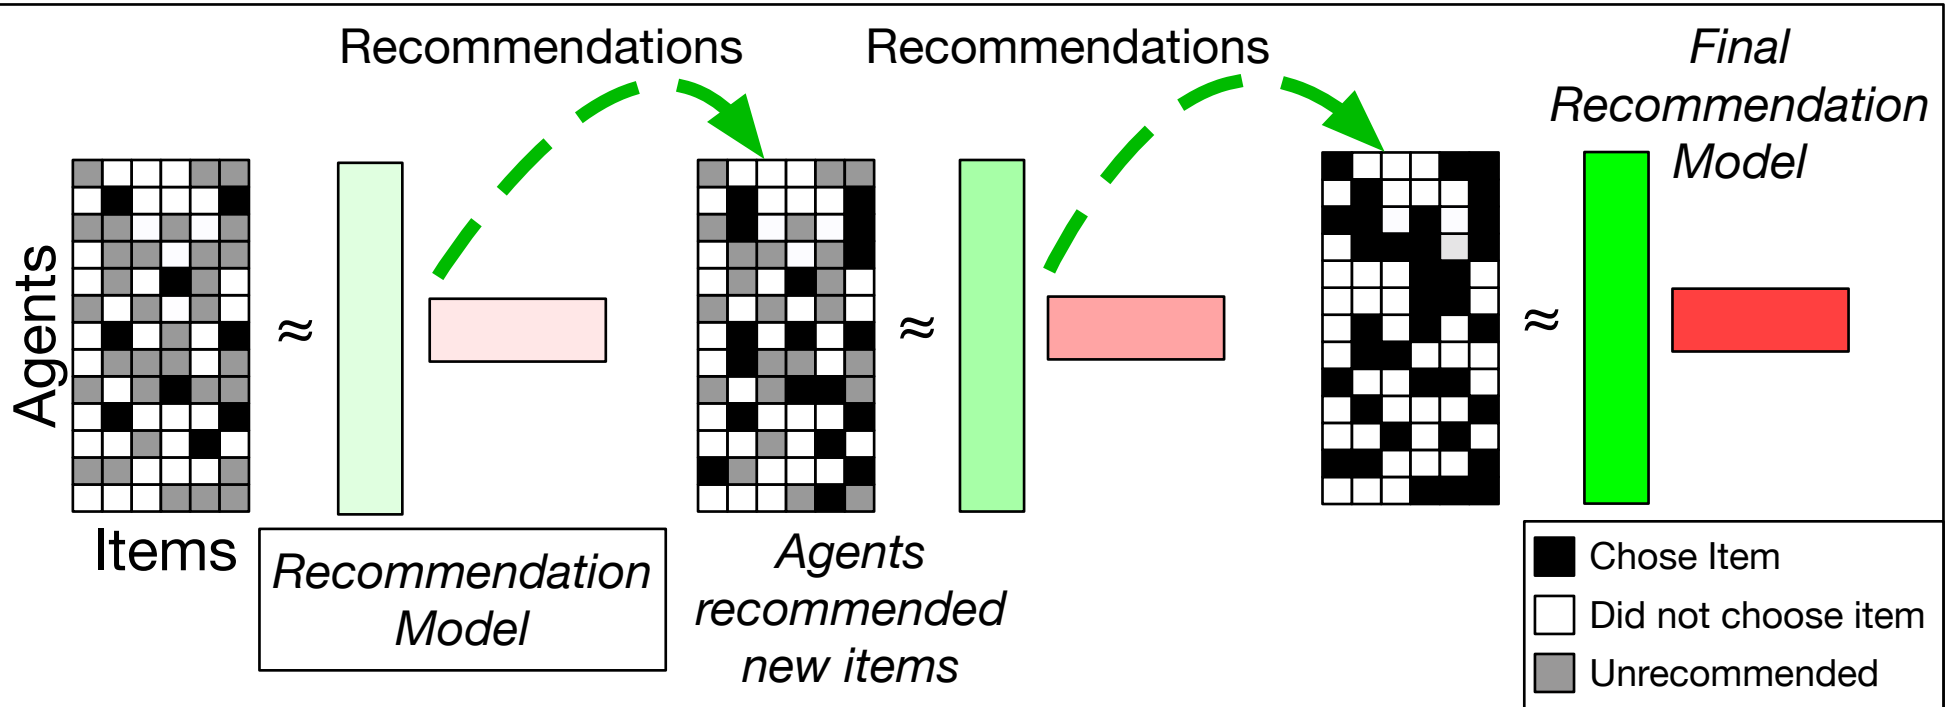 Recommendations
Recommendations
Final
Recommendation
Model
Agents
≈
≈
≈
Items
Recommendation
Model
Agents
recommended
new items
Chose Item
Did not choose item
Unrecommended